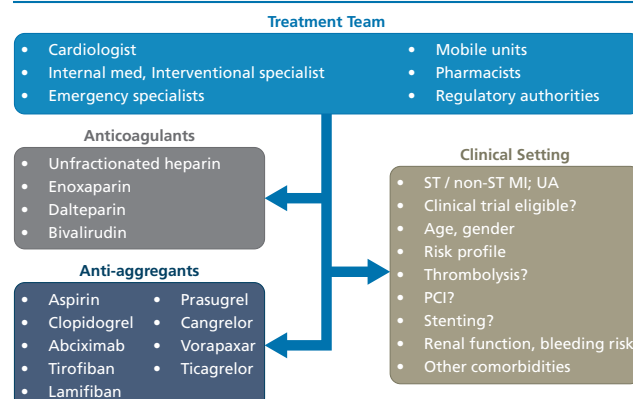 Treatment Team
• Cardiologist
• Internal med, Interventional specialist
• Emergency specialists
• Mobile units
• Pharmacists
• Regulatory authorities
Anticoagulants
• Unfractionated heparin
• Enoxaparin
• Dalteparin
• Bivalirudin
Clinical Setting
• ST / non-ST MI; UA
• Clinical trial eligible?
• Age, gender
• Risk profile
• Thrombolysis?
• PCI?
• Stenting?
• Renal function, bleeding risk
• Other comorbidities
Anti-aggregants
• Aspirin
• Clopidogrel
• Abciximab
• Tirofiban
• Lamifiban
• Prasugrel
• Cangrelor
• Vorapaxar
• Ticagrelor